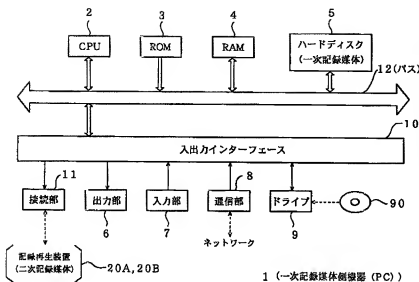 2
3
4
5
CPU
ROM
RAM
ハードディスク
(一次記録媒体)
12(バス)
10
入出力インターフェース
11
8
接続部
出力部
入力部
通信部
ドライブ
90
6
7
9
ネットワーク
記録再生装置
(二次記録媒体)
20A, 20B
1 (一次記録媒体側機器 (PC))